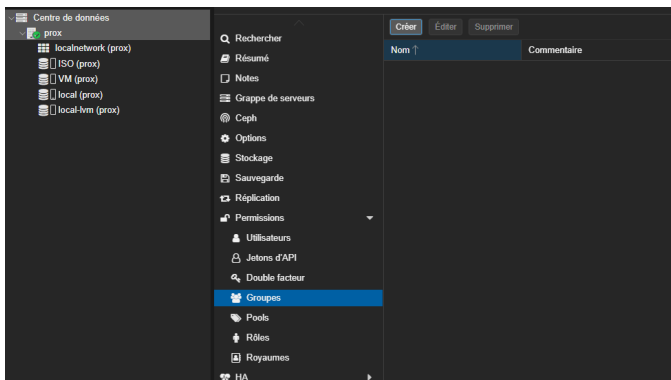 Centre de données
prox
localnetwork (prox)
ISO (prox)
VM (prox)
local (prox)
local-lvm (prox)
Rechercher
Résumé
Notes
Grappe de serveurs
Ceph
Options
Stockage
Sauvegarde
Réplication
Permissions
Utilisateurs
Jetons d'API
Double facteur
Groupes
Pools
Rôles
Royaumes
HA
Créer Éditer Supprimer
Nom ↑ Commentaire